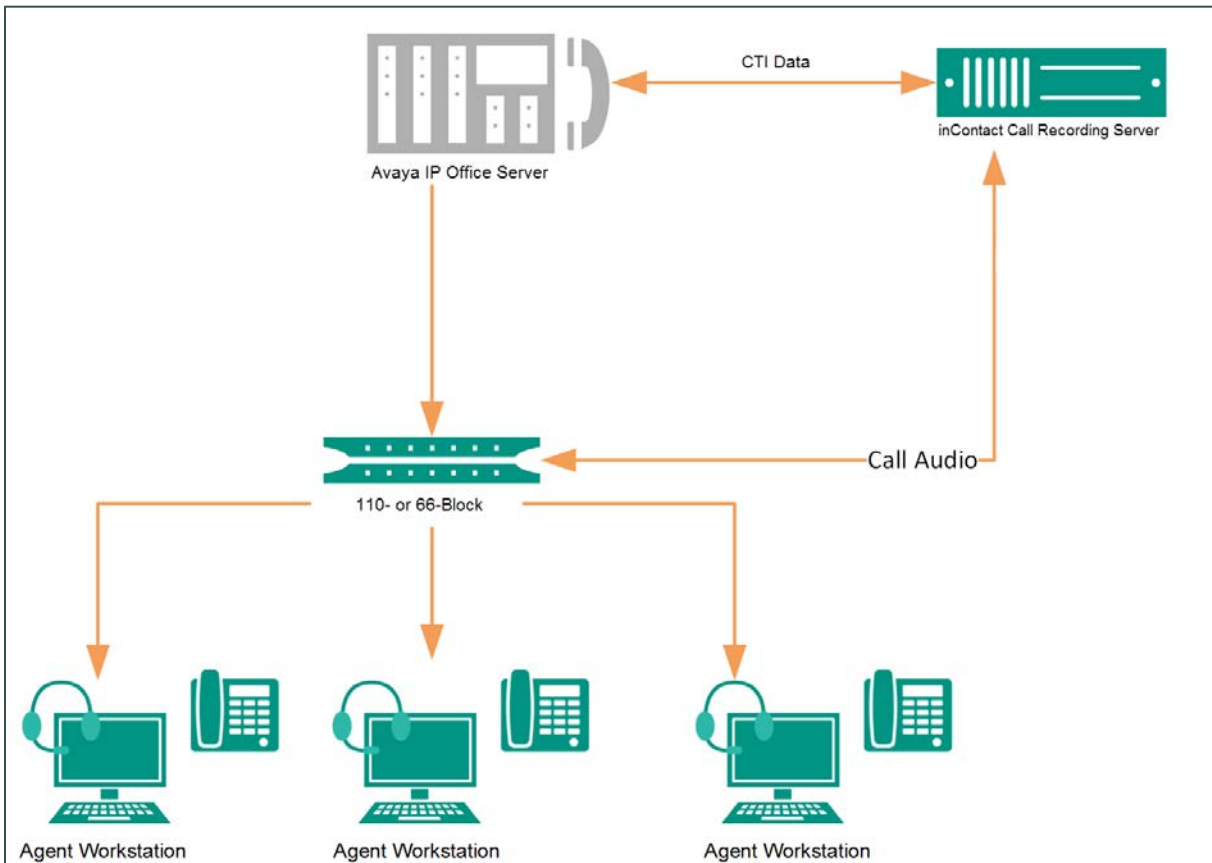 CTI Data
inContact Call Recording Server
Avaya IP Office Server
Call Audio
110- or 66-Block
Agent Workstation
Agent Workstation
Agent Workstation